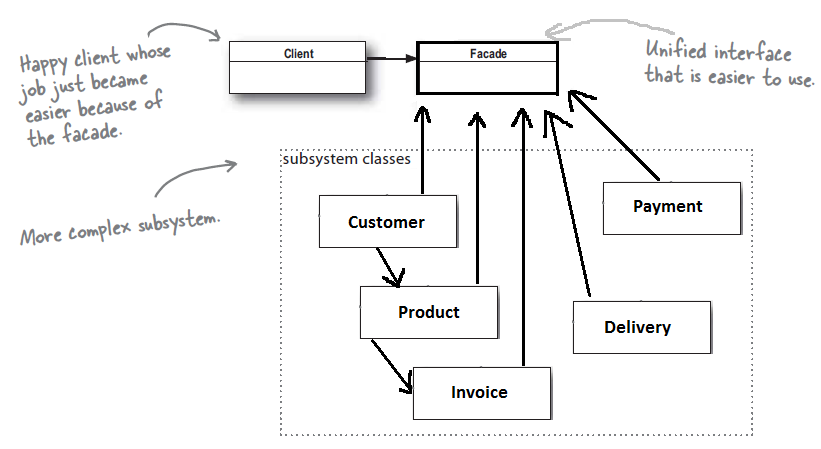 Happy client whose
job just became
easier because of
the facade.
Client
Facade
Unified interface
that is easier to use.
More complex subsystem.
subsystem classes
Customer
Payment
Product
Delivery
Invoice